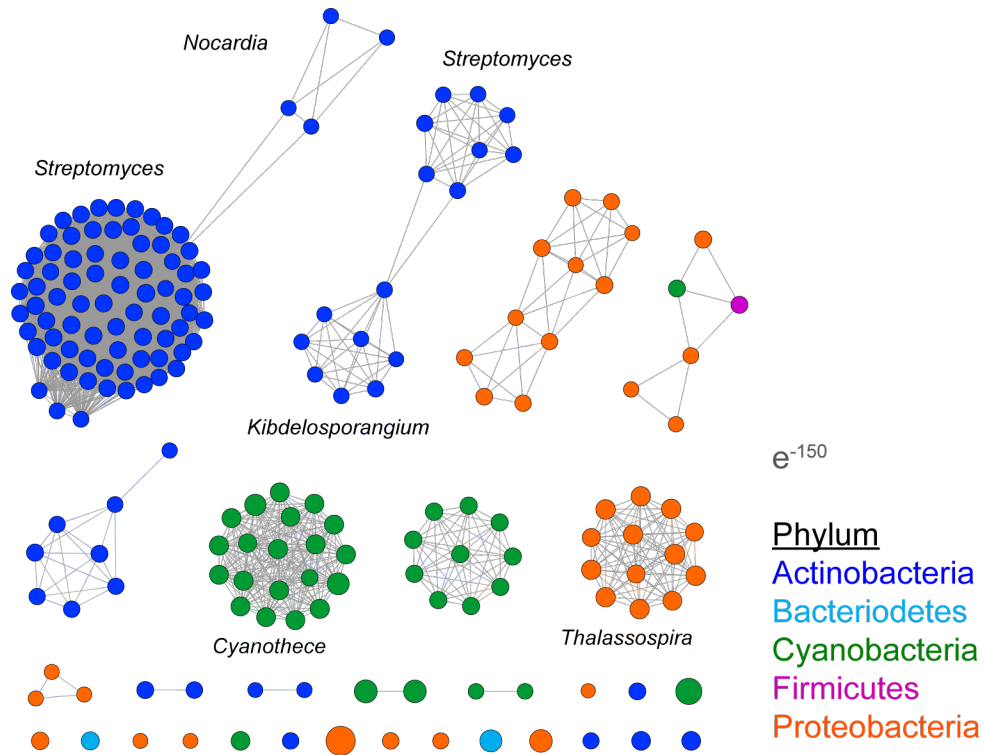 Nocardia
Streptomyces
Streptomyces
Kibdelosporangium
e-150
Phylum
Actinobacteria
Bacteriodetes
Cyanobacteria
Firmicutes
Proteobacteria
Cyanothece
Thalassospira